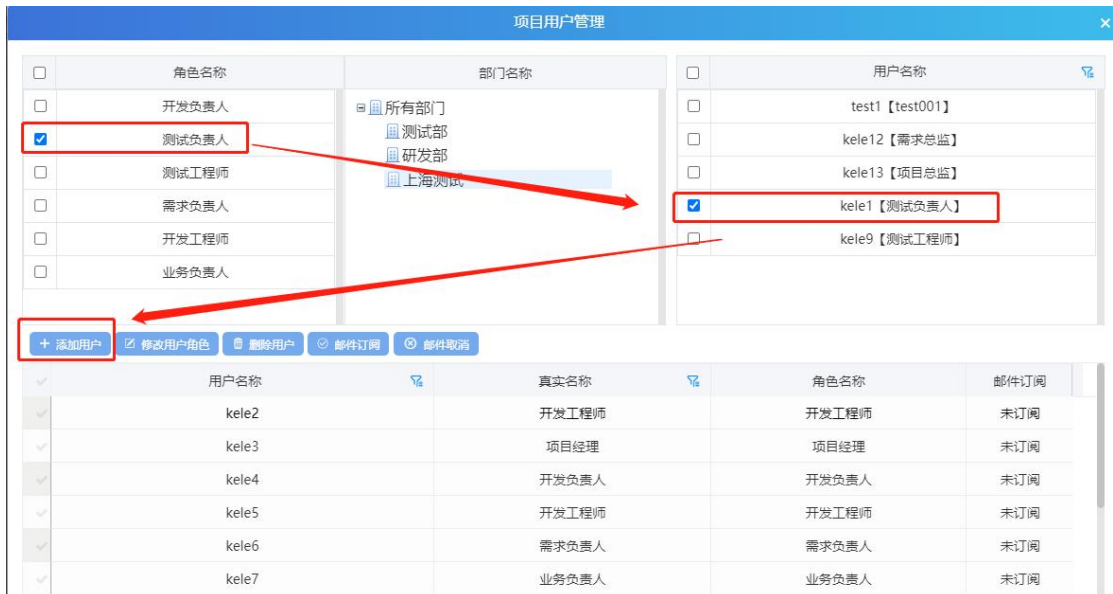 项目用户管理
角色名称 部门名称 用户名称
开发负责人 所有部门 test1【test001】
测试负责人 测试部 kele12【需求总监】
研发部
测试工程师 上海测试 kele13【项目总监】
需求负责人 kele1【测试负责人】
开发工程师 kele9【测试工程师】
业务负责人
+ 添加用户 修改用户角色 删除用户 邮件订阅 邮件取消
用户名称 真实名称 角色名称 邮件订阅
kele2 开发工程师 开发工程师 未订阅
kele3 项目经理 项目经理 未订阅
kele4 开发负责人 开发负责人 未订阅
kele5 开发工程师 开发工程师 未订阅
kele6 需求负责人 需求负责人 未订阅
kele7 业务负责人 业务负责人 未订阅